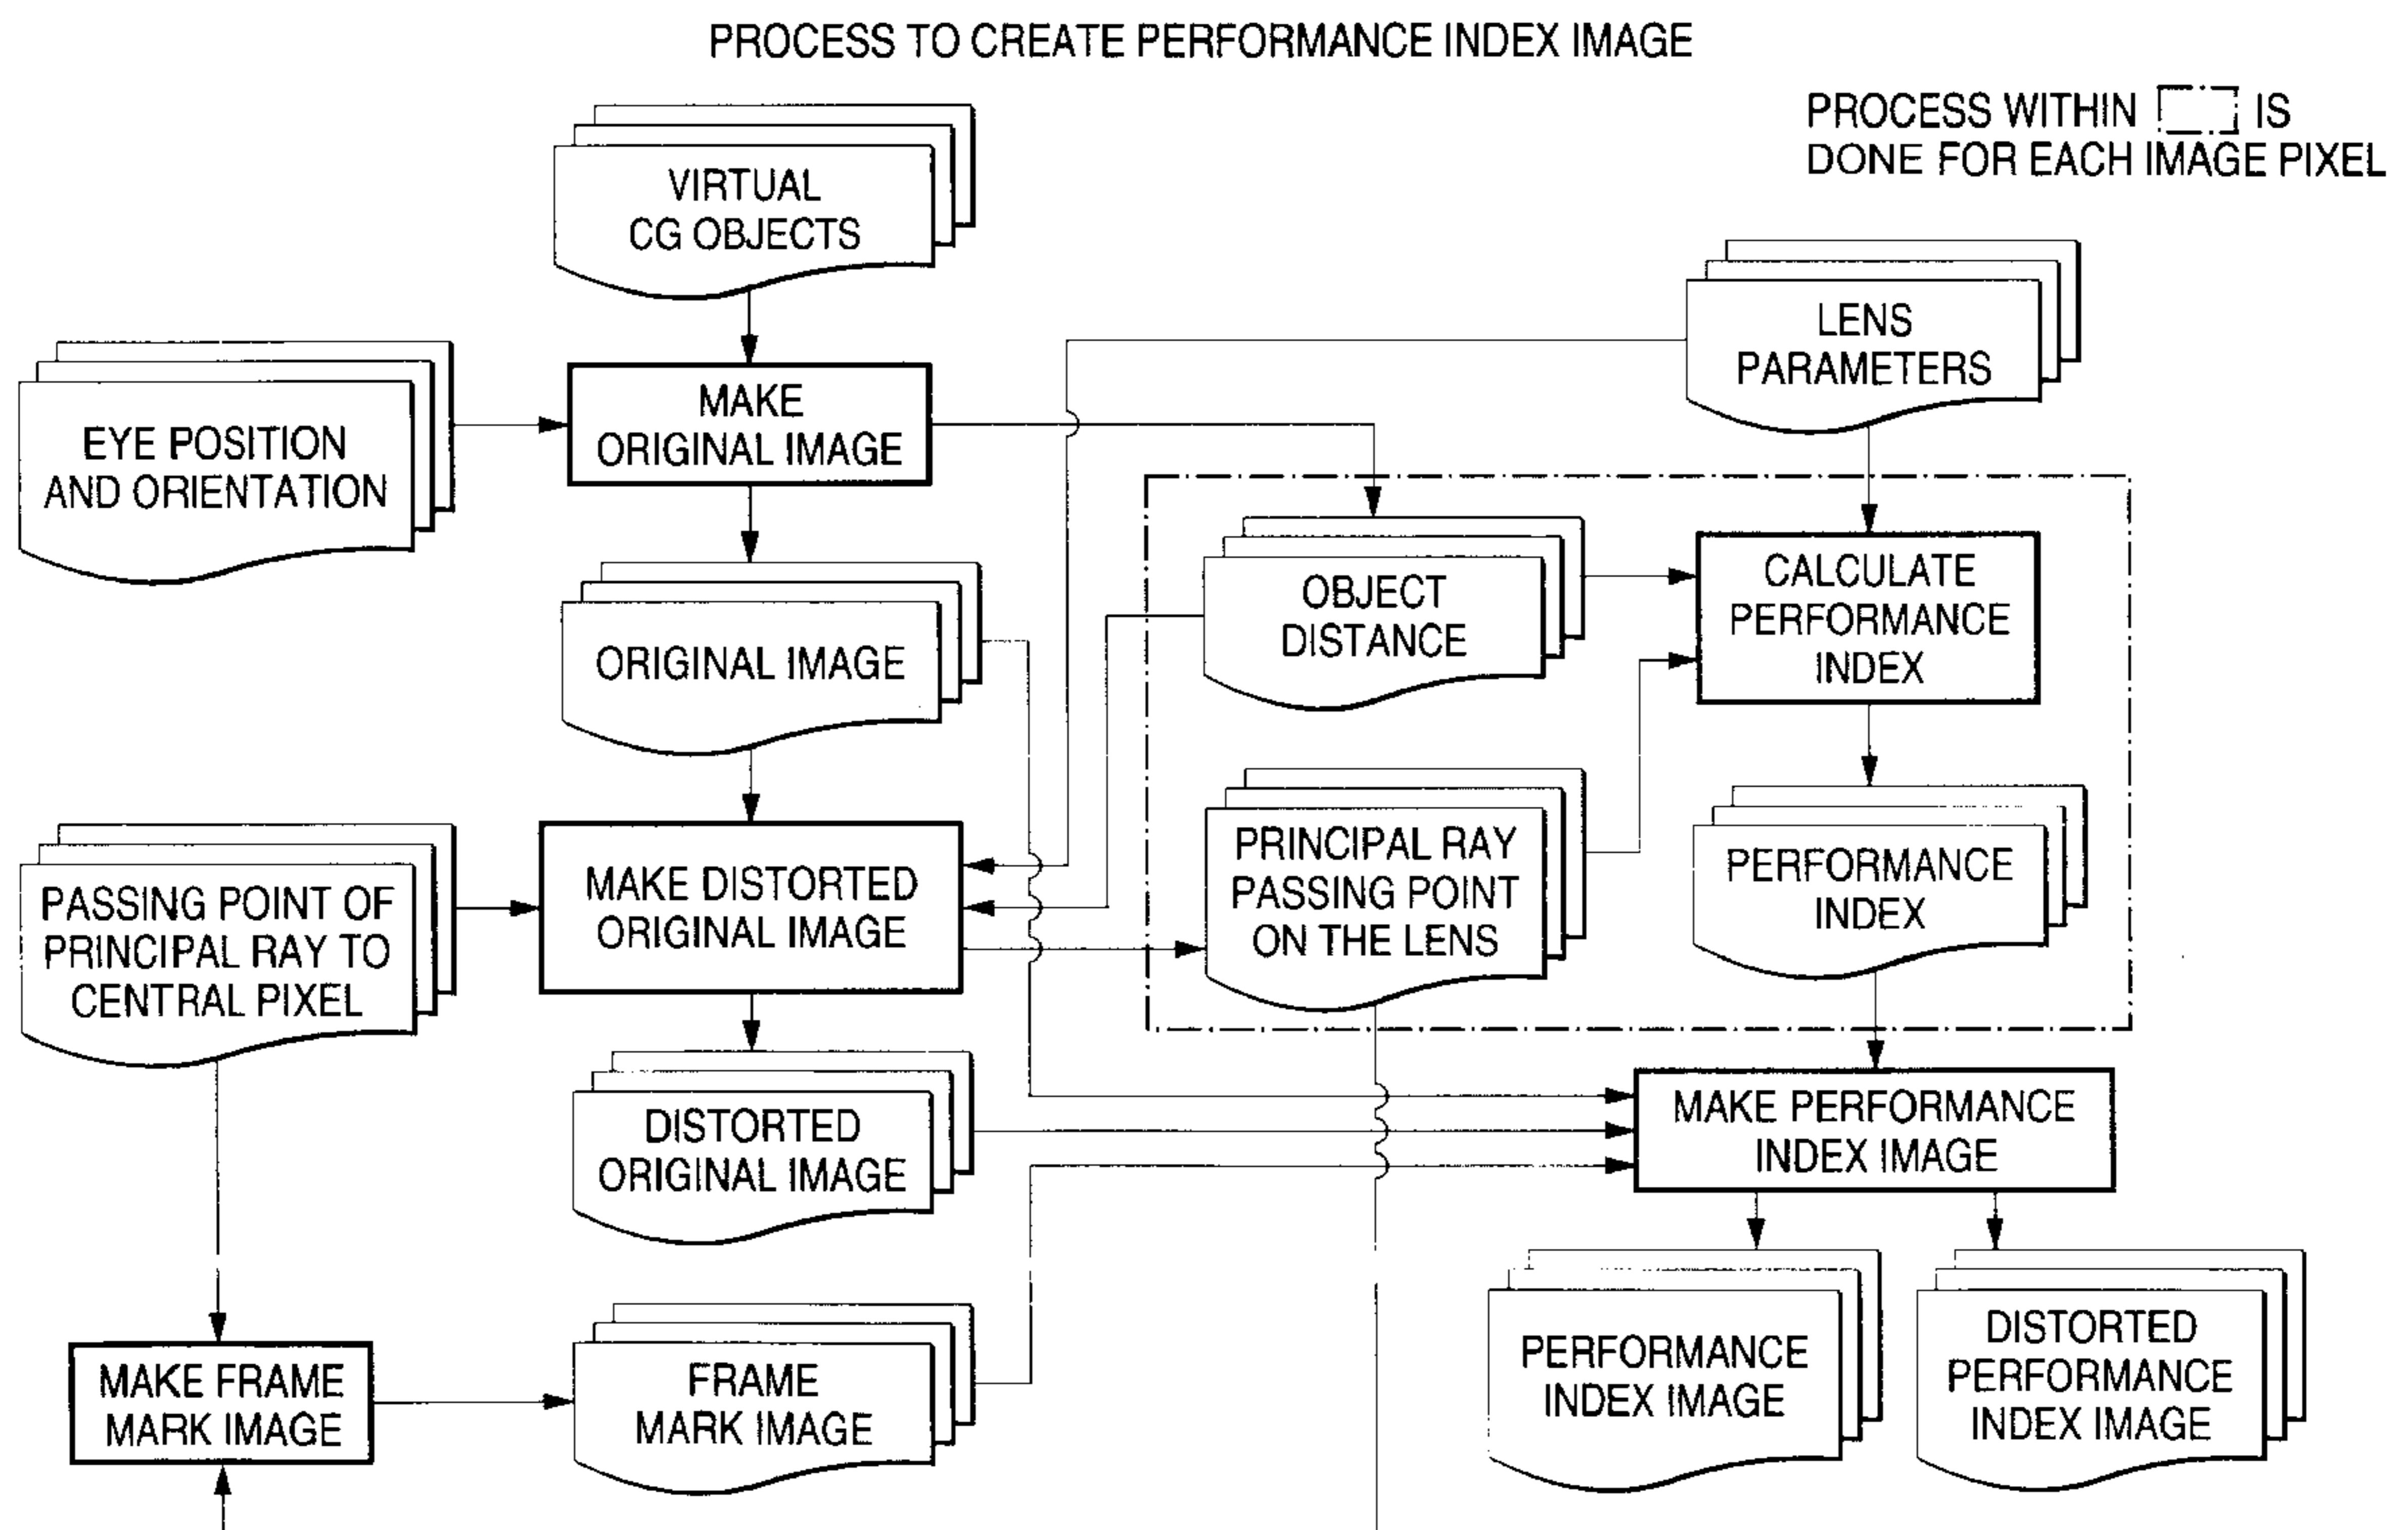 PROCESS TO CREATE PERFORMANCE INDEX IMAGE
PROCESS WITHIN IS
DONE FOR EACH IMAGE PIXEL
VIRTUAL
CG OBJECTS
LENS
PARAMETERS
EYE POSITION
AND ORIENTATION
MAKE
ORIGINAL IMAGE
ORIGINAL IMAGE
OBJECT
DISTANCE
CALCULATE
PERFORMANCE
INDEX
PASSING POINT OF
PRINCIPAL RAY TO
CENTRAL PIXEL
MAKE DISTORTED
ORIGINAL IMAGE
PRINCIPAL RAY
PASSING POINT
ON THE LENS
PERFORMANCE
INDEX
DISTORTED
ORIGINAL IMAGE
MAKE PERFORMANCE
INDEX IMAGE
MAKE FRAME
MARK IMAGE
FRAME
MARK IMAGE
PERFORMANCE
INDEX IMAGE
DISTORTED
PERFORMANCE
INDEX IMAGE